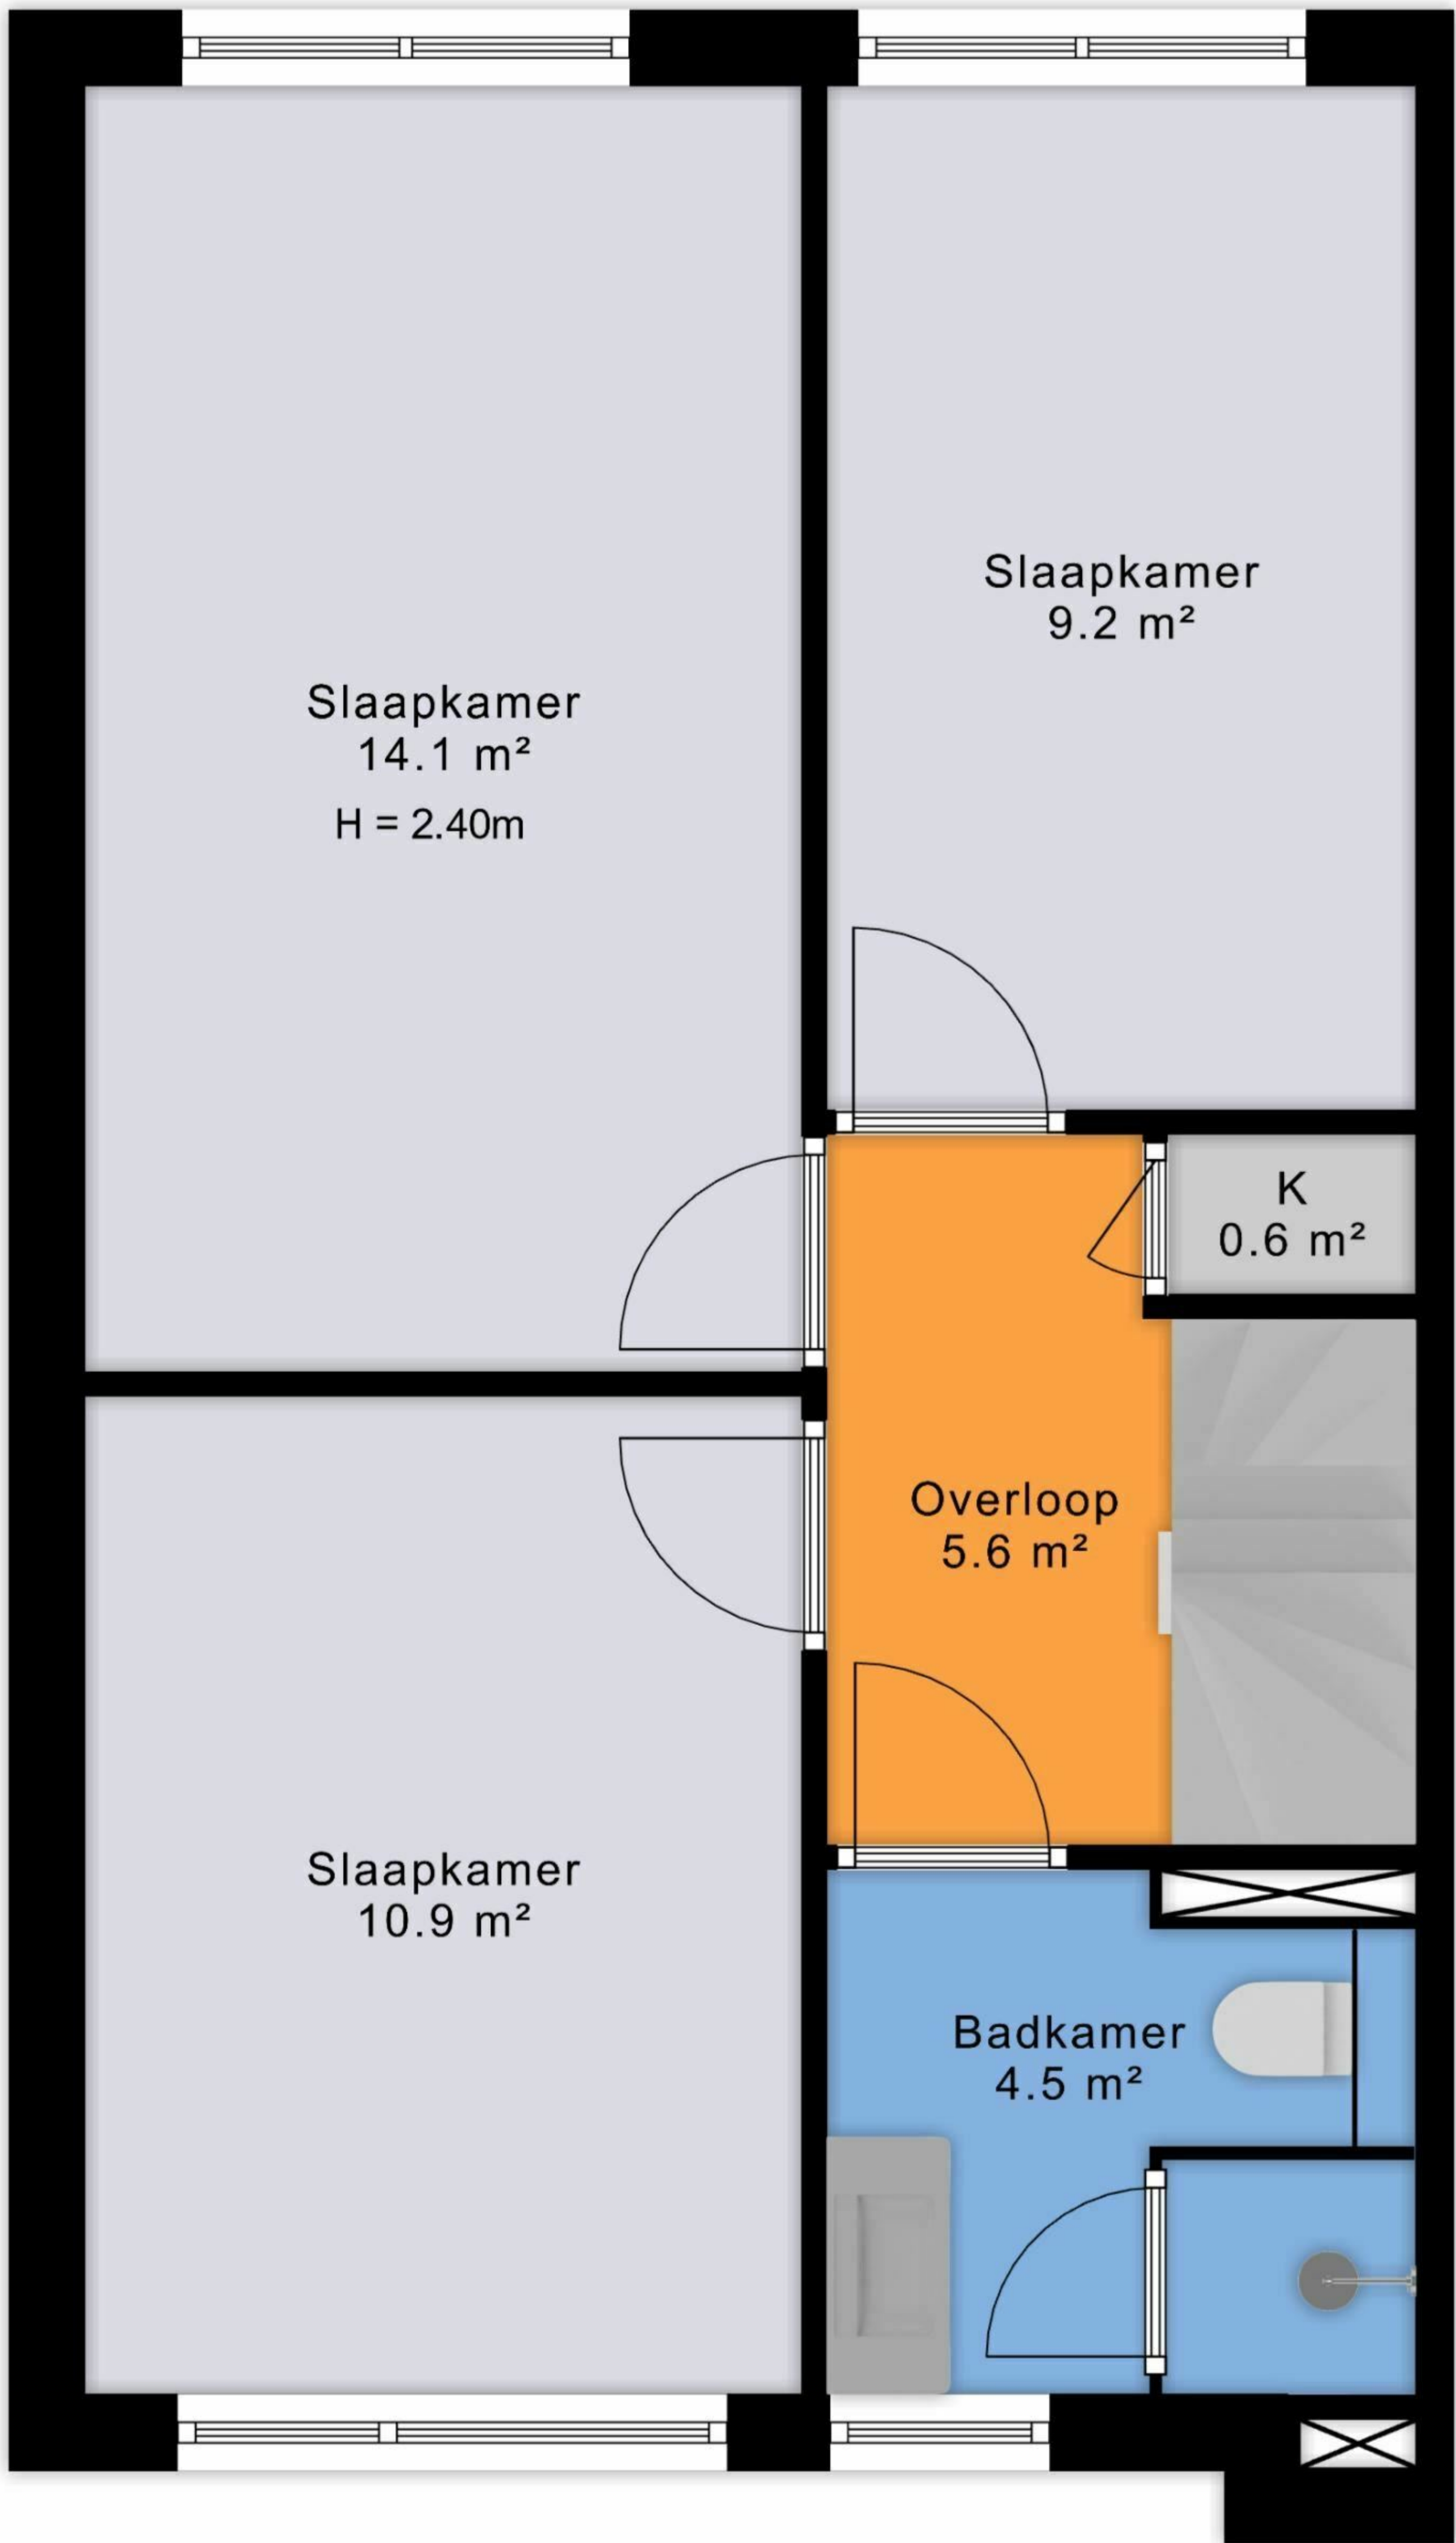 Slaapkamer
9.2 m²
Slaapkamer
14.1 m²
H = 2.40m
K
0.6 m²
Overloop
5.6 m²
Slaapkamer
10.9 m²
Badkamer
4.5 m²